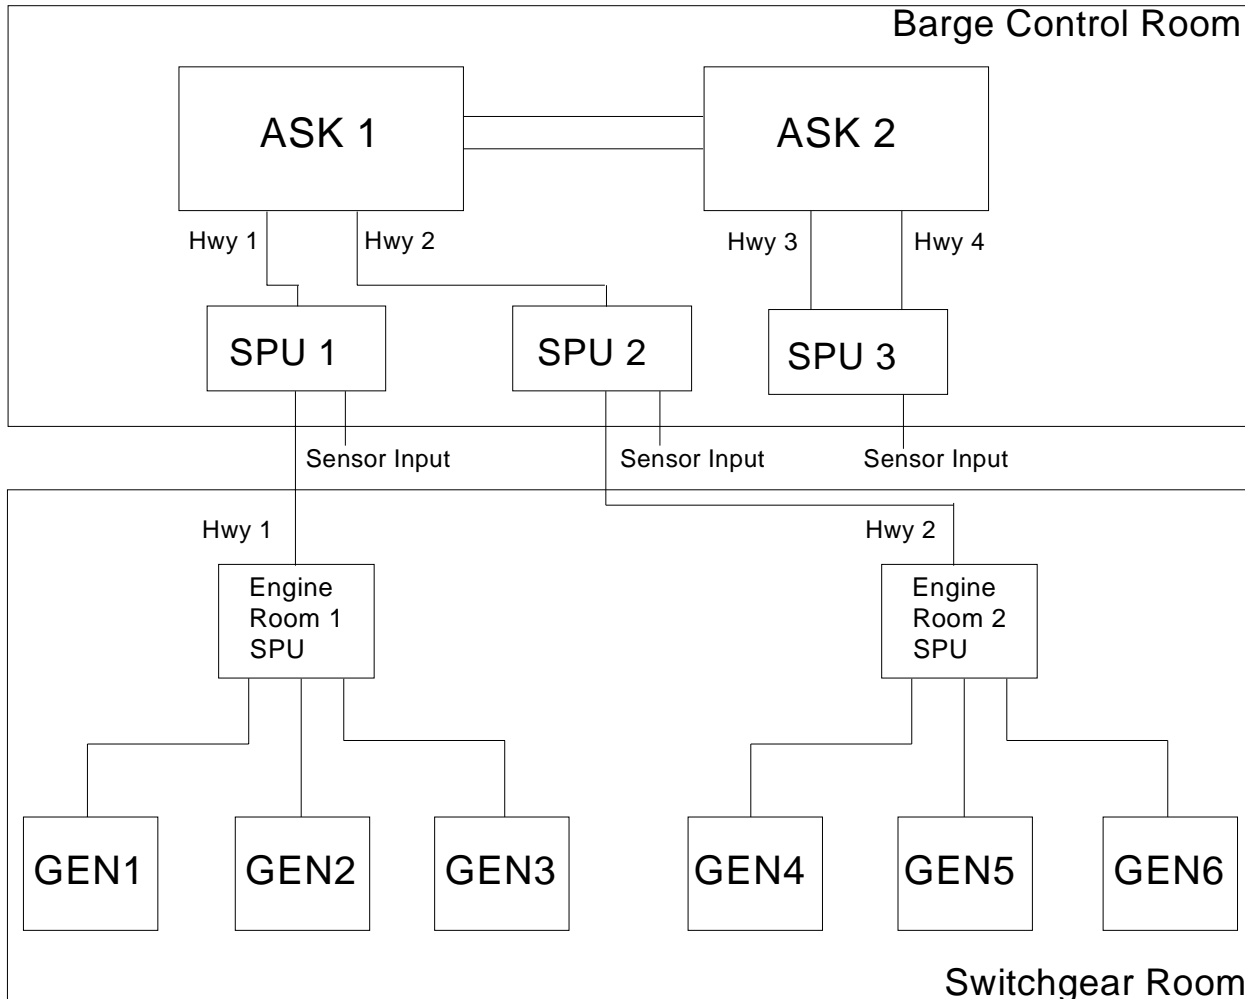 Barge Control Room
ASK 1
ASK 2
Hwy 1
Hwy 2
Hwy 3
Hwy 4
SPU 1
SPU 2
SPU 3
Sensor Input
Sensor Input
Sensor Input
Hwy 1
Hwy 2
Engine
Room 1
SPU
Engine
Room 2
SPU
GEN1
GEN2
GEN3
GEN4
GEN5
GEN6
Switchgear Room